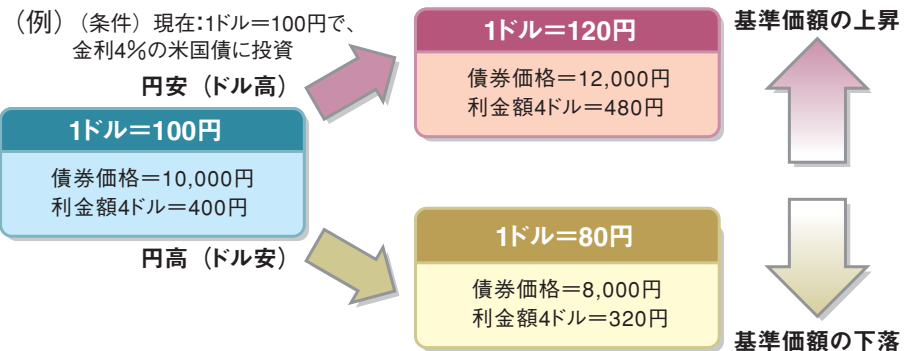 （例）（条件）現在:1ドル＝100円で、
金利4％の米国債に投資
円安（ドル高）
1ドル＝100円
債券価格＝10,000円
利金額4ドル＝400円
円高（ドル安）
1ドル＝120円
債券価格＝12,000円
利金額4ドル＝480円
1ドル＝80円
債券価格＝8,000円
利金額4ドル＝320円
基準価額の上昇
基準価額の下落